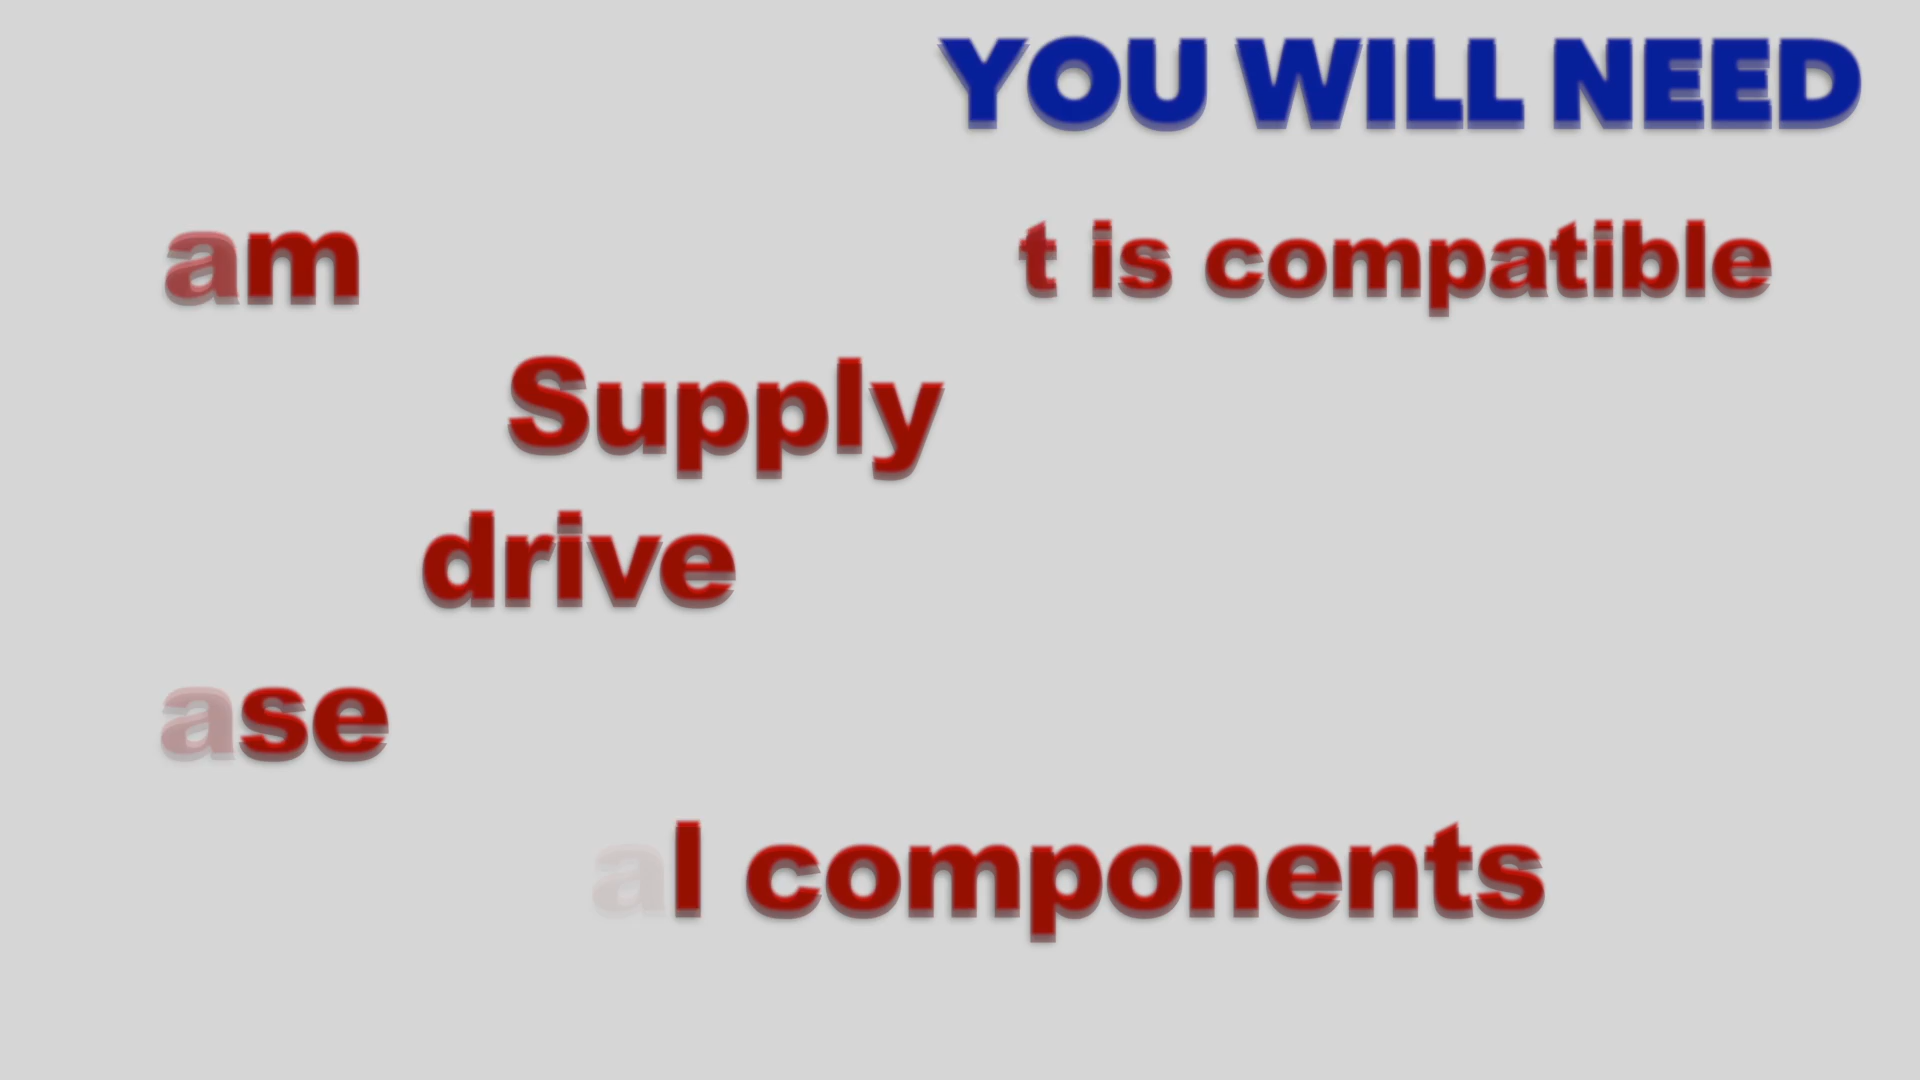 YOU WILL NEED
am t is compatible
Supply
drive
ase
al components